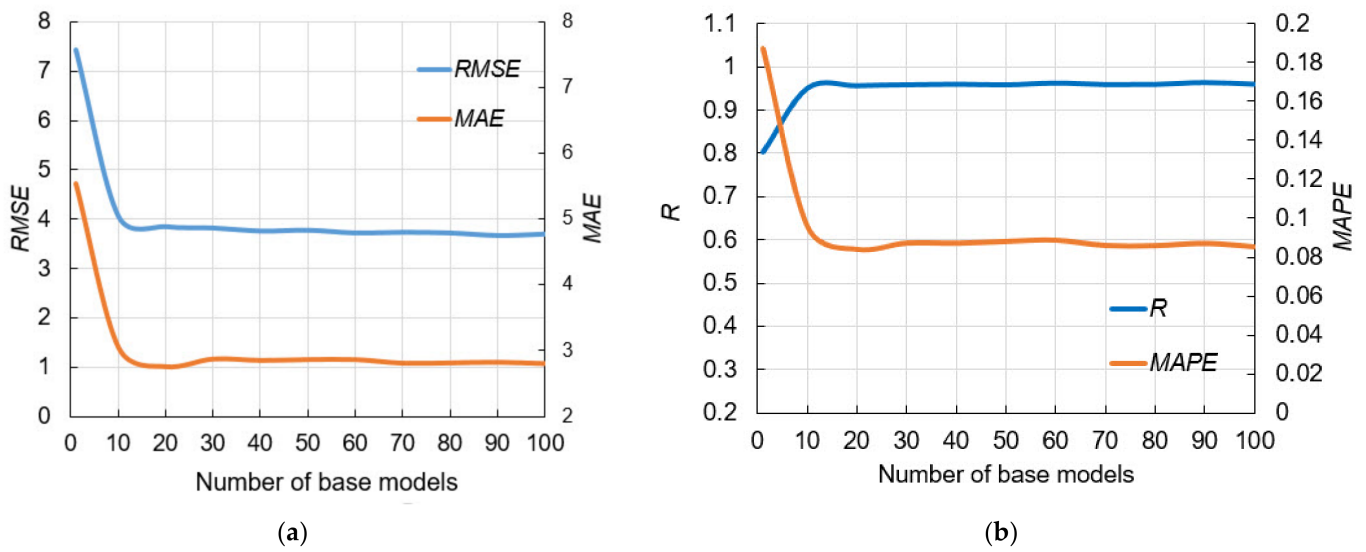 8
7
6
5
4
3
2
1
0
RMSE
RMSE
MAE
8
7
6
5
4
3
2
MAE
0 10 20 30 40 50 60 70 80 90 100
Number of base models
(a)
1.1
1
0.9
0.8
0.7
0.6
0.5
0.4
0.3
0.2
R
R
MAPE
0.2
0.18
0.16
0.14
0.12
0.1
0.08
0.06
0.04
0.02
0
MAPE
0 10 20 30 40 50 60 70 80 90 100
Number of base models
(b)